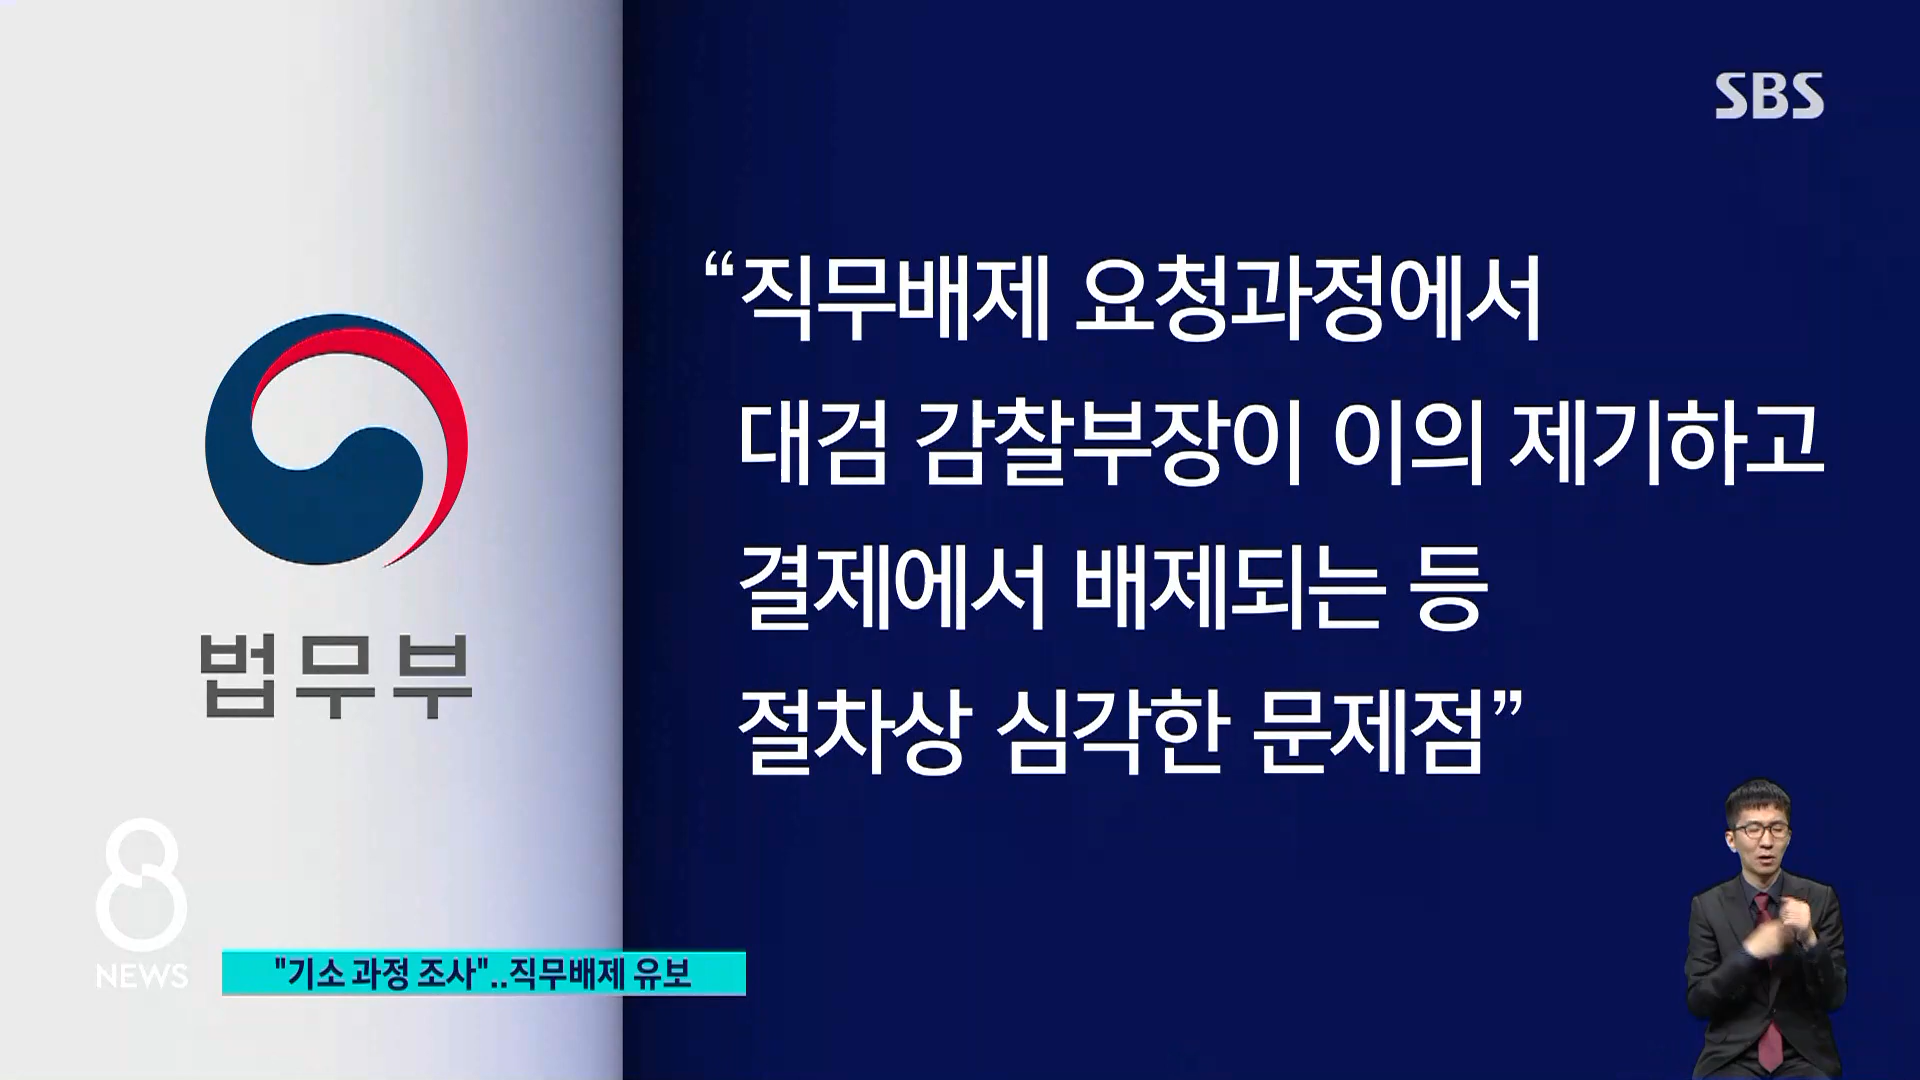 SBS
“직무배제 요청과정에서
대검 감찰부장이 이의 제기하고
결제에서 배제되는 등
절차상 심각한 문제점”
법무부
8
NEWS
"기소 과정 조사"..직무배제 유보